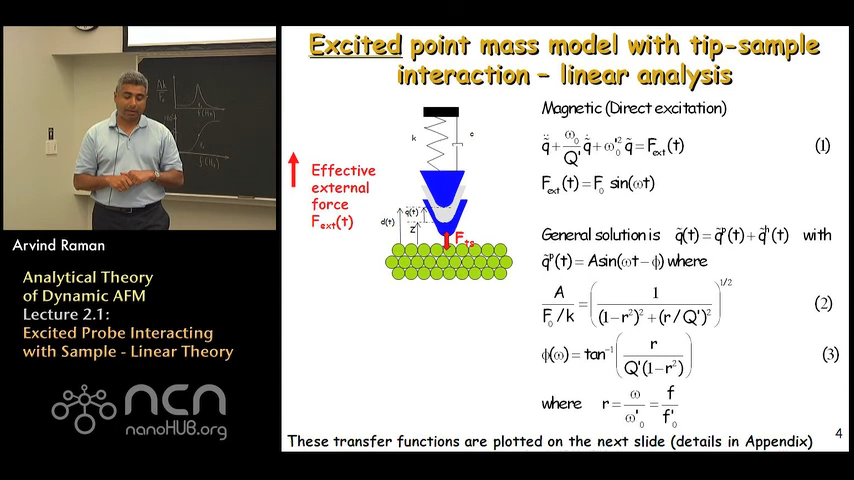 Excited point mass model with tip-sample
interaction – linear analysis
Magnetic (Direct excitation)
q̃̈ + ω₀/Q' q̃̇ + ω'₀² q̃ = F_ext(t) (1)
F_ext(t) = F₀ sin(ωt)
k
c
Effective
external
force
F_ext(t)
q(t)
d(t)
Z
F_ts
General solution is q̃(t) = q̃ᵖ(t) + q̃ʰ(t) with
q̃ᵖ(t) = A sin(ωt – ϕ) where
A / (F₀/k) = (1 / ((1–r²)² + (r/Q')²))^1/2 (2)
ϕ(ω) = tan⁻¹(r / (Q'(1–r²))) (3)
where r = ω/ω'₀ = f/f'₀
These transfer functions are plotted on the next slide (details in Appendix)
4
Arvind Raman
Analytical Theory
of Dynamic AFM
Lecture 2.1:
Excited Probe Interacting
with Sample - Linear Theory
ncn
nanoHUB.org